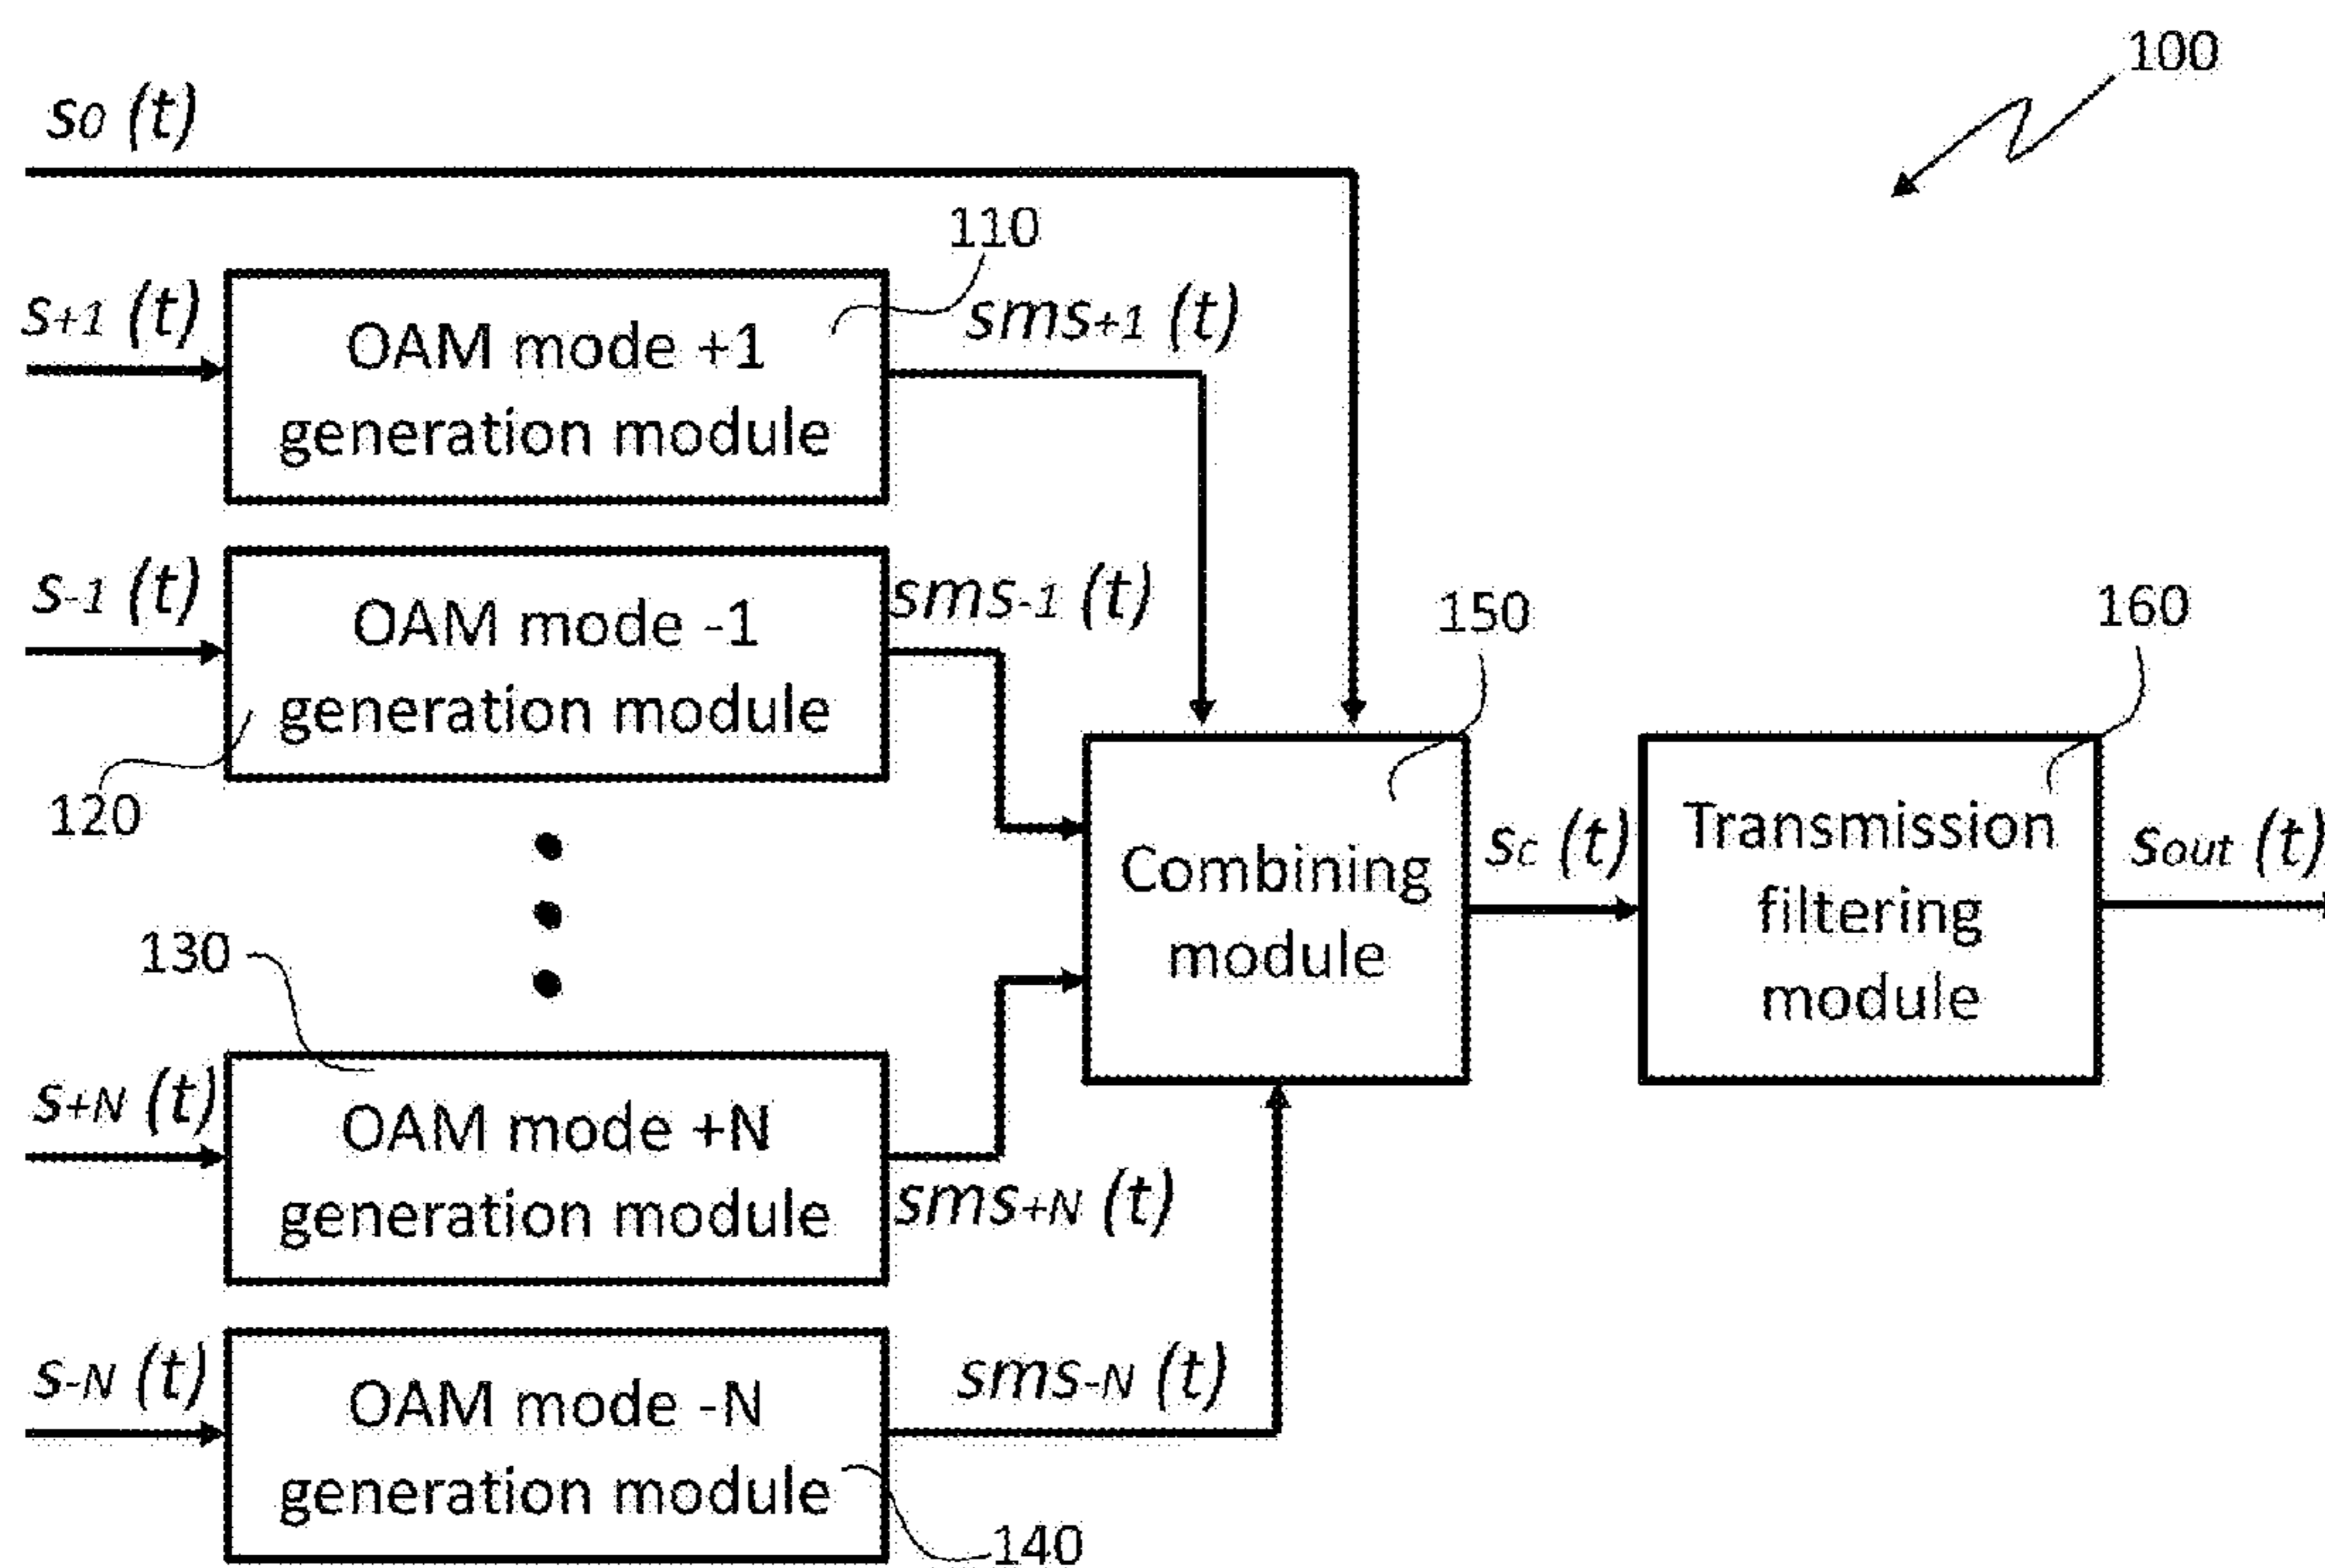 100
s0 (t)
110
s+1 (t)
OAM mode +1
generation module
sms+1 (t)
s-1 (t)
OAM mode -1
generation module
sms-1 (t)
120
150
160
Combining
module
sc (t)
Transmission
filtering
module
sout (t)
130
s+N (t)
OAM mode +N
generation module
sms+N (t)
s-N (t)
OAM mode -N
generation module
sms-N (t)
140